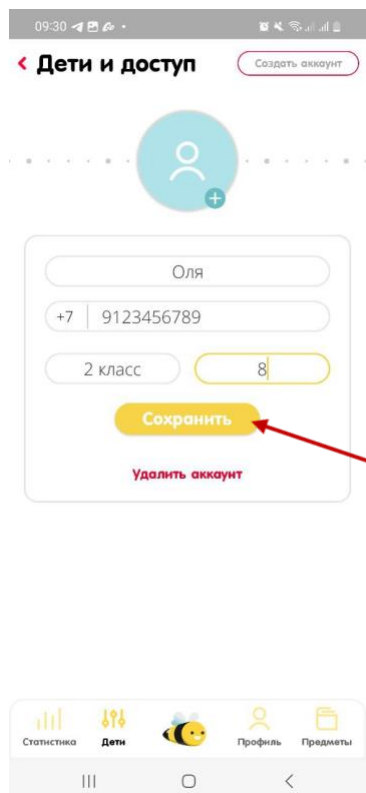 09:30
Дети и доступ
Создать аккаунт
Оля
+7 9123456789
2 класс 8
Сохранить
Удалить аккаунт
Статистика Дети Профиль Предметы